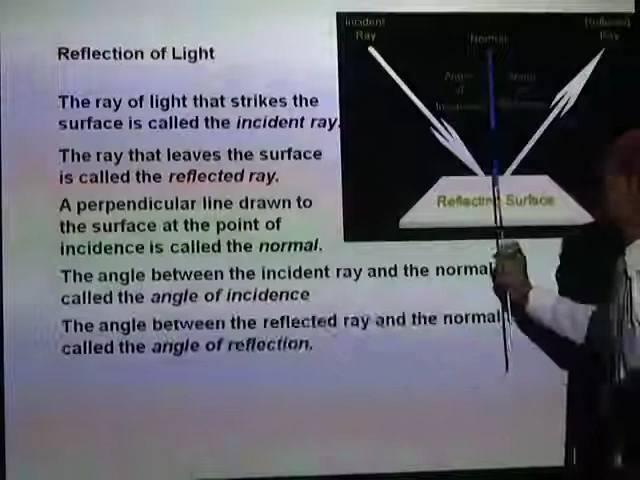 Reflection of Light
The ray of light that strikes the
surface is called the incident ray.
The ray that leaves the surface
is called the reflected ray.
A perpendicular line drawn to
the surface at the point of
incidence is called the normal.
The angle between the incident ray and the normal
called the angle of incidence
The angle between the reflected ray and the normal
called the angle of reflection.
Incident
Ray
Normal
Ray
Angle
of
Reflecting Surface